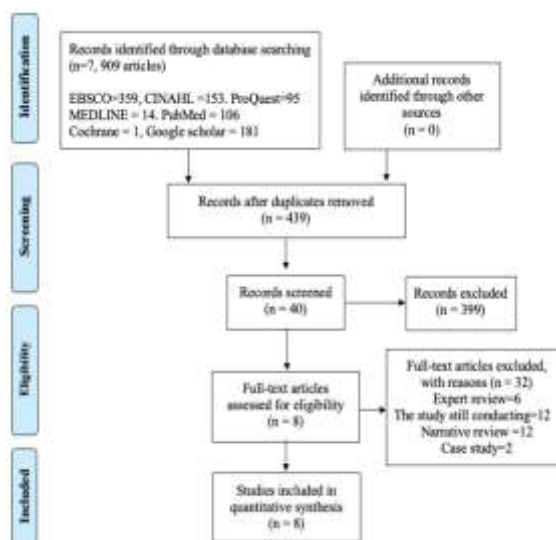 Identification
Records identified through database searching
(n=7, 909 articles)
EBSCO=359, CINAHL =153. ProQuest=95
MEDLINE = 14. PubMed = 106
Cochrane = 1, Google scholar = 181
Additional records
identified through other
sources
(n = 0)
Screening
Records after duplicates removed
(n = 439)
Records screened
(n = 40)
Records excluded
(n = 399)
Eligibility
Full-text articles
assessed for eligibility
(n = 8)
Full-text articles excluded,
with reasons (n = 32)
Expert review=6
The study still conducting=12
Narrative review =12
Case study=2
Included
Studies included in
quantitative synthesis
(n = 8)